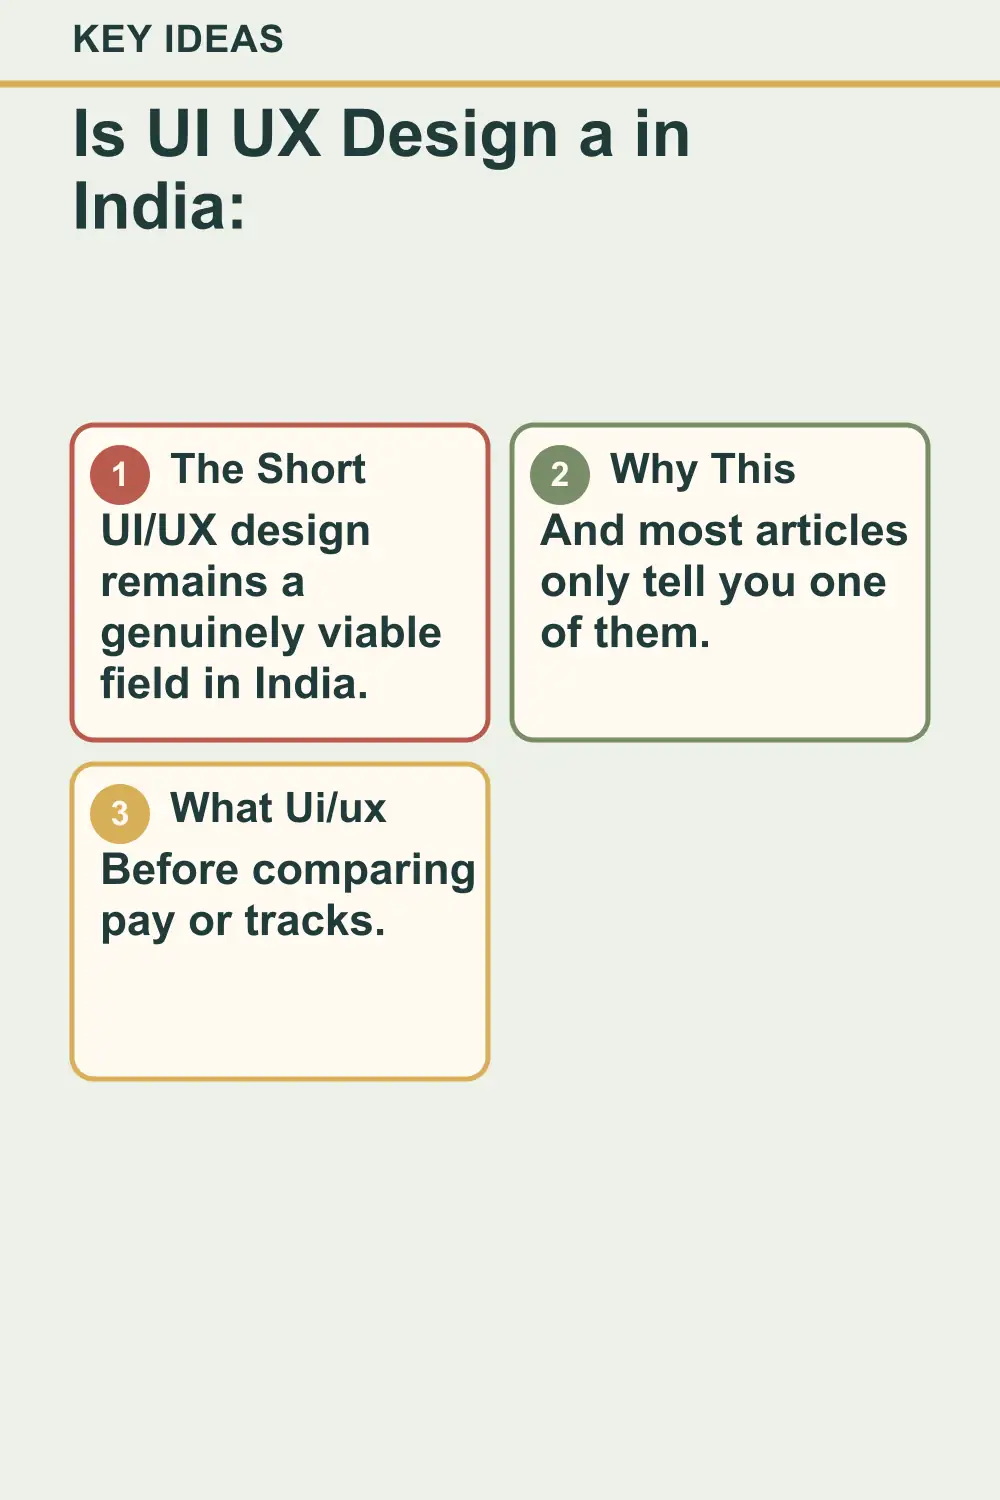 KEY IDEAS
Is UI UX Design a in
India:
1
The Short
UI/UX design
remains a
genuinely viable
field in India.
2
Why This
And most articles
only tell you one
of them.
3
What Ui/ux
Before comparing
pay or tracks.